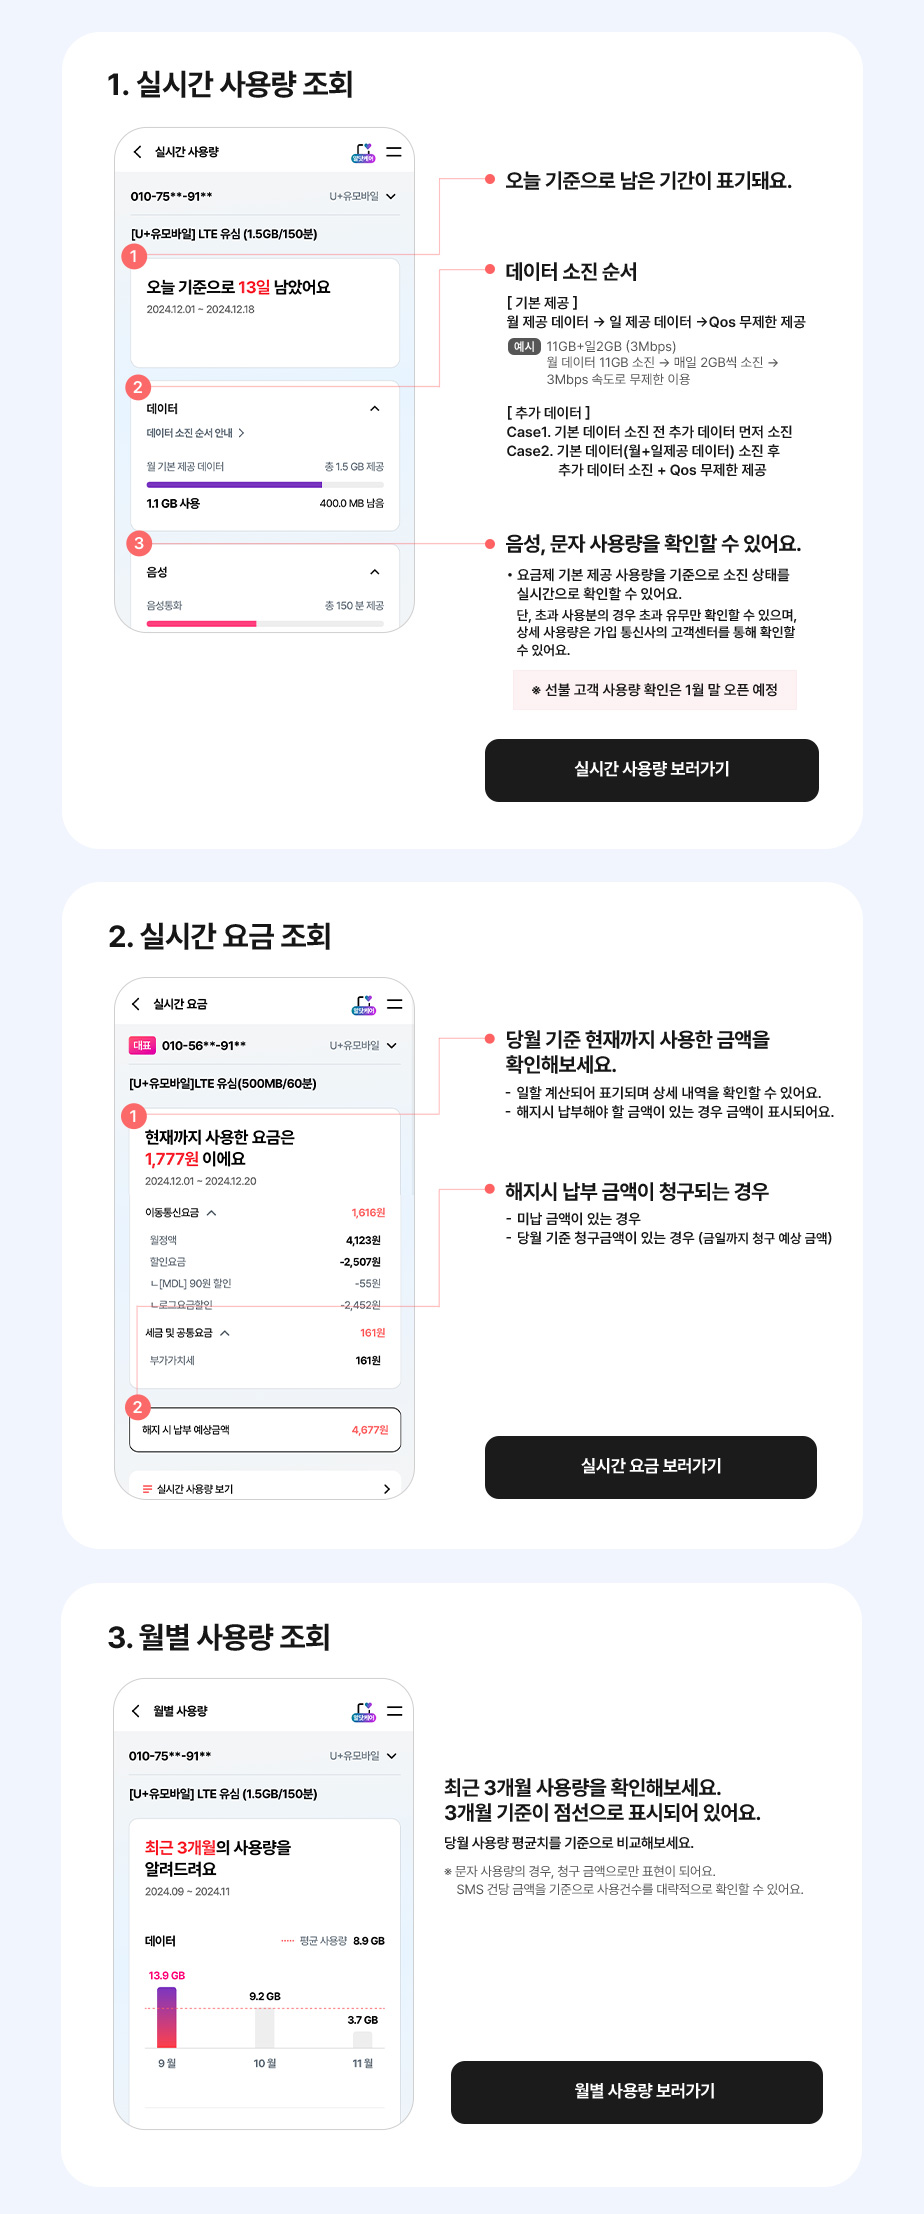 1. 실시간 사용량 조회
실시간 사용량
알닷케어
010-75**-91**
U+유모바일
[U+유모바일] LTE 유심 (1.5GB/150분)
1
오늘 기준으로 13일 남았어요
2024.12.01 ~ 2024.12.18
2
데이터
데이터 소진 순서 안내
월 기본 제공 데이터
총 1.5 GB 제공
1.1 GB 사용
400.0 MB 남음
3
음성
음성통화
총 150 분 제공
오늘 기준으로 남은 기간이 표기돼요.
데이터 소진 순서
[ 기본 제공 ]
월 제공 데이터 → 일 제공 데이터 →Qos 무제한 제공
예시 11GB+일2GB (3Mbps)
월 데이터 11GB 소진 → 매일 2GB씩 소진 →
3Mbps 속도로 무제한 이용
[ 추가 데이터 ]
Case1. 기본 데이터 소진 전 추가 데이터 먼저 소진
Case2. 기본 데이터(월+일제공 데이터) 소진 후
추가 데이터 소진 + Qos 무제한 제공
음성, 문자 사용량을 확인할 수 있어요.
• 요금제 기본 제공 사용량을 기준으로 소진 상태를
실시간으로 확인할 수 있어요.
단, 초과 사용분의 경우 초과 유무만 확인할 수 있으며,
상세 사용량은 가입 통신사의 고객센터를 통해 확인할
수 있어요.
※ 선불 고객 사용량 확인은 1월 말 오픈 예정
실시간 사용량 보러가기
2. 실시간 요금 조회
실시간 요금
알닷케어
대표 010-56**-91**
U+유모바일
[U+유모바일]LTE 유심(500MB/60분)
1
현재까지 사용한 요금은
1,777원 이에요
2024.12.01 ~ 2024.12.20
이동통신요금
1,616원
월정액
4,123원
할인요금
-2,507원
ㄴ[MDL] 90원 할인
-55원
ㄴ로그요금할인
-2,452원
세금 및 공통요금
161원
부가가치세
161원
2
해지 시 납부 예상금액
4,677원
실시간 사용량 보기
당월 기준 현재까지 사용한 금액을
확인해보세요.
- 일할 계산되어 표기되며 상세 내역을 확인할 수 있어요.
- 해지시 납부해야 할 금액이 있는 경우 금액이 표시되어요.
해지시 납부 금액이 청구되는 경우
- 미납 금액이 있는 경우
- 당월 기준 청구금액이 있는 경우 (금일까지 청구 예상 금액)
실시간 요금 보러가기
3. 월별 사용량 조회
월별 사용량
알닷케어
010-75**-91**
U+유모바일
[U+유모바일] LTE 유심 (1.5GB/150분)
최근 3개월의 사용량을
알려드려요
2024.09 ~ 2024.11
데이터
평균 사용량 8.9 GB
13.9 GB
9.2 GB
3.7 GB
9 월
10 월
11 월
최근 3개월 사용량을 확인해보세요.
3개월 기준이 점선으로 표시되어 있어요.
당월 사용량 평균치를 기준으로 비교해보세요.
※ 문자 사용량의 경우, 청구 금액으로만 표현이 되어요.
SMS 건당 금액을 기준으로 사용건수를 대략적으로 확인할 수 있어요.
월별 사용량 보러가기